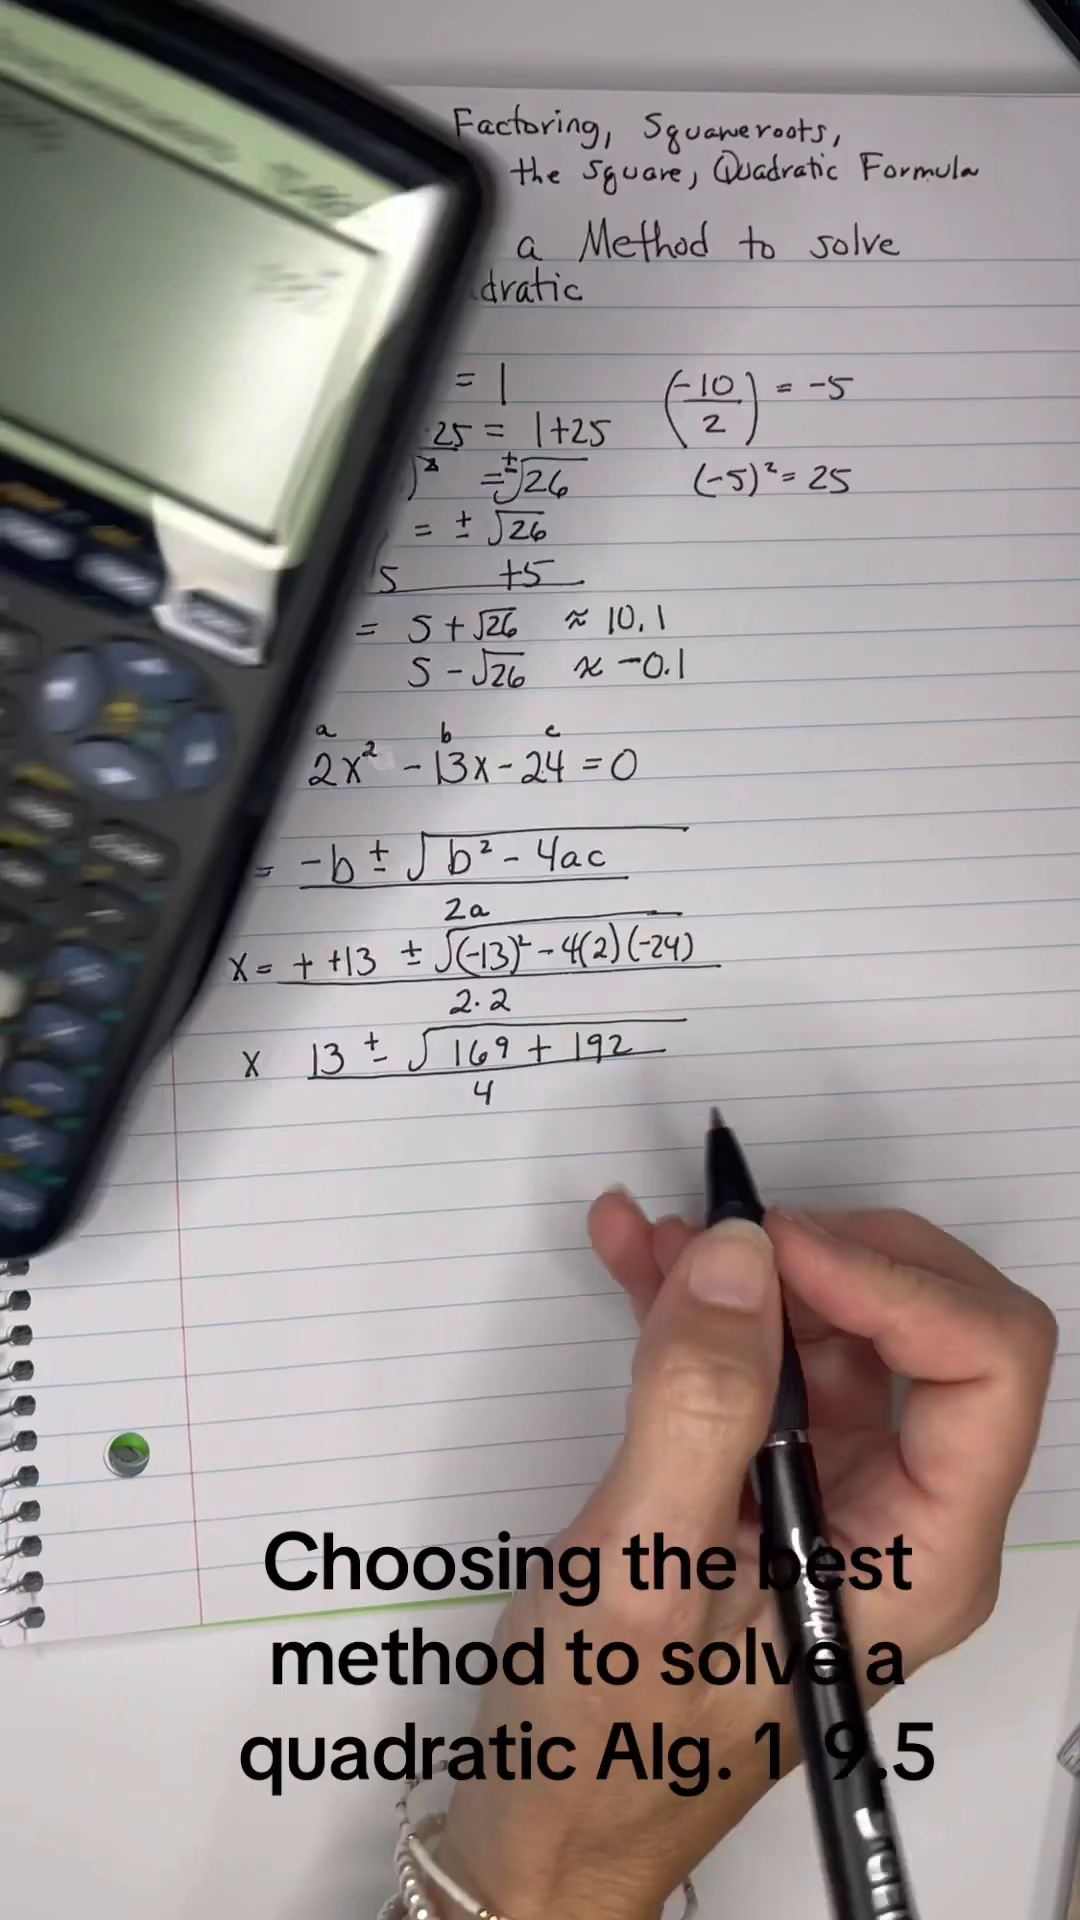 Factoring, Squareroots,
the Square, Quadratic Formula
a Method to solve
dratic
= 1
(-10/2) = -5
25 = 1+25
)² = ±√26
(-5)² = 25
= ± √26
5 +5
= 5 + √26 ≈ 10.1
5 - √26 ≈ -0.1
a b c
2x² - 13x - 24 = 0
= -b ± √b² - 4ac
2a
x = + +13 ± √(-13)² - 4(2)(-24)
2·2
x 13 ± √169 + 192
4
Choosing the best
method to solve a
quadratic Alg. 1 9.5